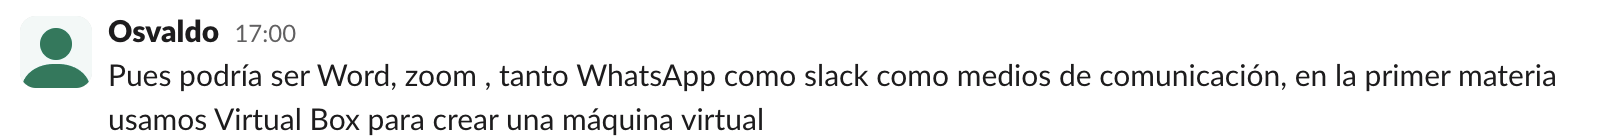 Osvaldo 17:00
Pues podría ser Word, zoom , tanto WhatsApp como slack como medios de comunicación, en la primer materia
usamos Virtual Box para crear una máquina virtual